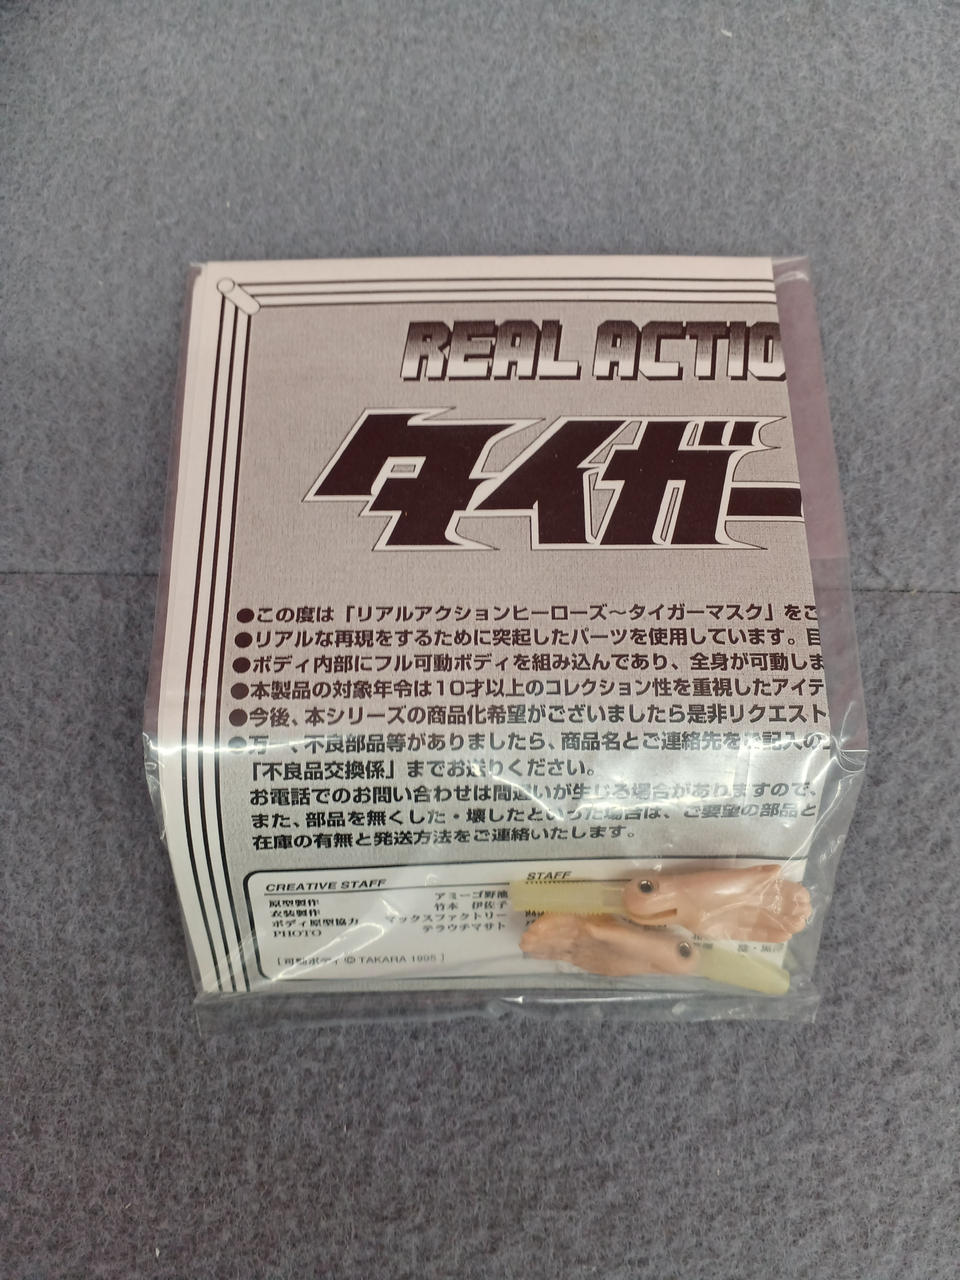 REAL ACTIO
タイガー
●この度は「リアルアクションヒーローズ～タイガーマスク」をご
●リアルな再現をするために突起したパーツを使用しています。目
●ボディ内部にフル可動ボディを組み込んであり、全身が可動しま
●本製品の対象年令は10才以上のコレクション性を重視したアイテ
●今後、本シリーズの商品化希望がございましたら是非リクエスト
●万一、不良部品等がありましたら、商品名とご連絡先をご記入の
「不良品交換係」までお送りください。
お電話でのお問い合わせは間違いが生じる場合がありますので、
また、部品を無くした・壊したといった場合は、ご要望の部品と
在庫の有無と発送方法をご連絡いたします。
CREATIVE STAFF
原型製作 アミーゴ野池
衣装製作 竹本 伊佐子
ボディ原型協力 マックスファクトリー
PHOTO テラウチマサト
[可動ボディ©TAKARA 1995]
STAFF